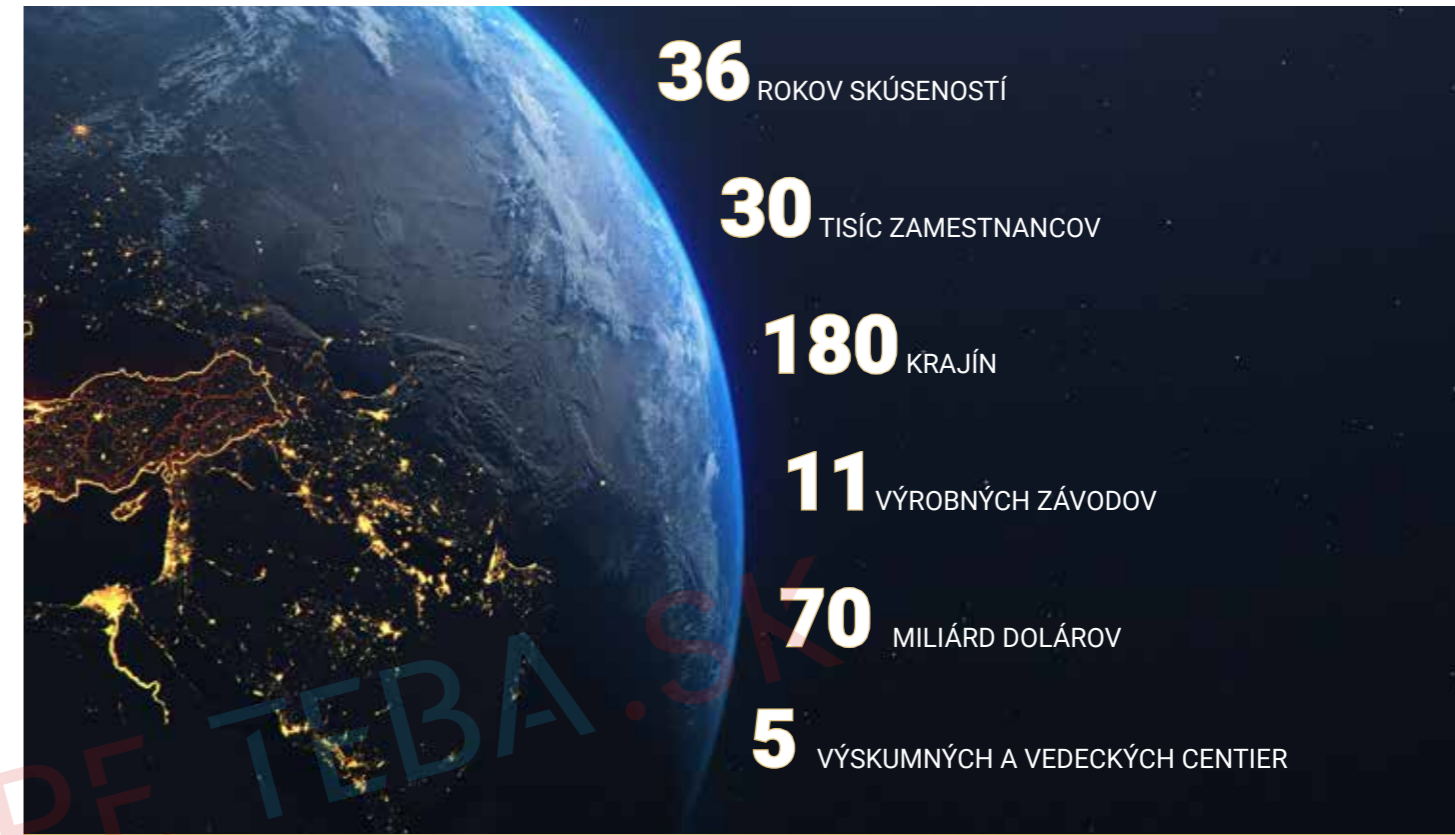 36 ROKOV SKÚSENOSTÍ
30 TISÍC ZAMESTNANCOV
180 KRAJÍN
11 VÝROBNÝCH ZÁVODOV
70 MILIÁRD DOLÁROV
5 VÝSKUMNÝCH A VEDECKÝCH CENTIER
TEBA.SK